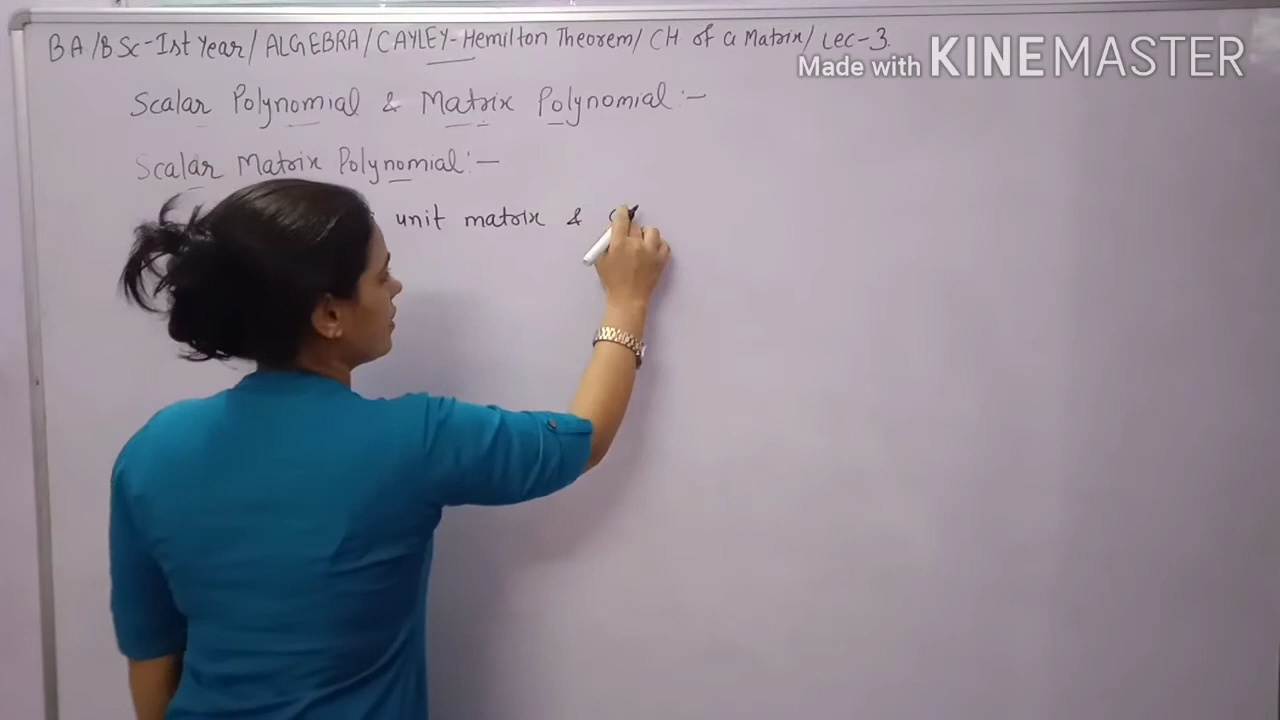 BA/BSc-Ist Year/ALGEBRA/CAYLEY-Hemilton Theorem/CH. of a Matrix/Lec-3.
Made with KINEMASTER
Scalar Polynomial & Matrix Polynomial:-
Scalar Matrix Polynomial:-
unit matrix &